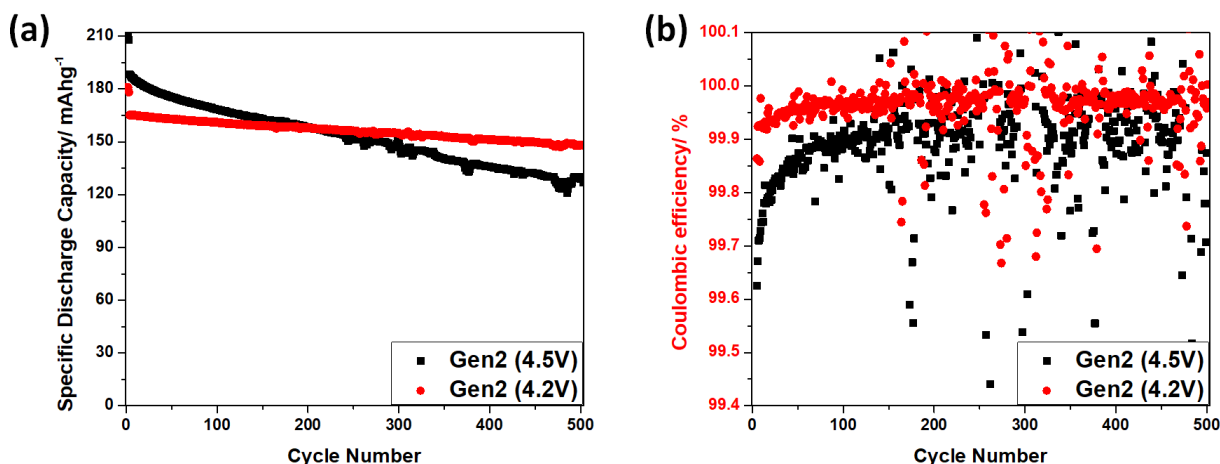 (a)
Specific Discharge Capacity/ mAhg-1
210
180
150
120
90
60
30
0
0
100
200
300
400
500
Cycle Number
Gen2 (4.5V)
Gen2 (4.2V)
(b)
Coulombic efficiency/ %
100.1
100.0
99.9
99.8
99.7
99.6
99.5
99.4
0
100
200
300
400
500
Cycle Number
Gen2 (4.5V)
Gen2 (4.2V)